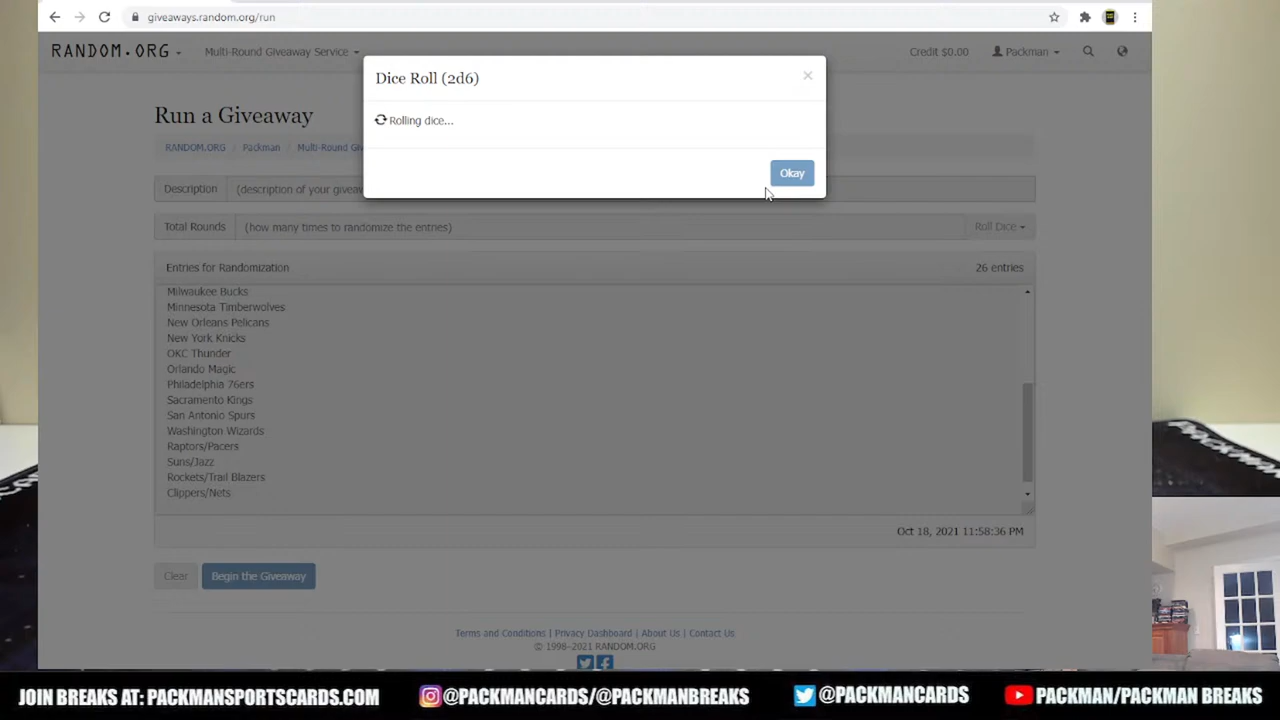 giveaways.random.org/run
RANDOM.ORG
Multi-Round Giveaway Service
Credit $0.00
Packman
Dice Roll (2d6)
×
Rolling dice...
Okay
Run a Giveaway
RANDOM.ORG
Packman
Multi-Round Giv
Description
(description of your giveaw
Total Rounds
(how many times to randomize the entries)
Roll Dice
Entries for Randomization
26 entries
Milwaukee Bucks
Minnesota Timberwolves
New Orleans Pelicans
New York Knicks
OKC Thunder
Orlando Magic
Philadelphia 76ers
Sacramento Kings
San Antonio Spurs
Washington Wizards
Raptors/Pacers
Suns/Jazz
Rockets/Trail Blazers
Clippers/Nets
Oct 18, 2021 11:58:36 PM
Clear
Begin the Giveaway
Terms and Conditions | Privacy Dashboard | About Us | Contact Us
© 1998–2021 RANDOM.ORG
PACKMAN
JOIN BREAKS AT: PACKMANSPORTSCARDS.COM
@PACKMANCARDS/@PACKMANBREAKS
@PACKMANCARDS
PACKMAN/PACKMAN BREAKS